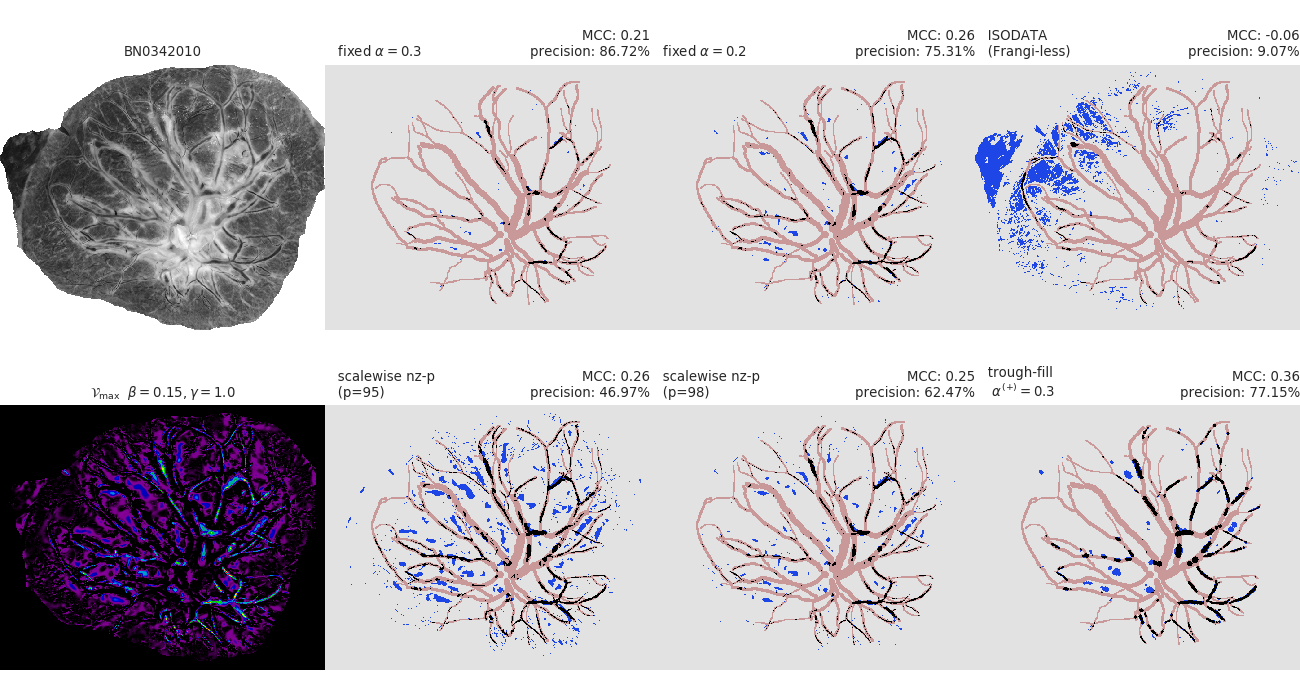 BN0342010
fixed α = 0.3
MCC: 0.21
precision: 86.72%
fixed α = 0.2
MCC: 0.26
precision: 75.31%
ISODATA
(Frangi-less)
MCC: -0.06
precision: 9.07%
𝒱max β = 0.15, γ = 1.0
scalewise nz-p
(p=95)
MCC: 0.26
precision: 46.97%
scalewise nz-p
(p=98)
MCC: 0.25
precision: 62.47%
trough-fill
α(+) = 0.3
MCC: 0.36
precision: 77.15%